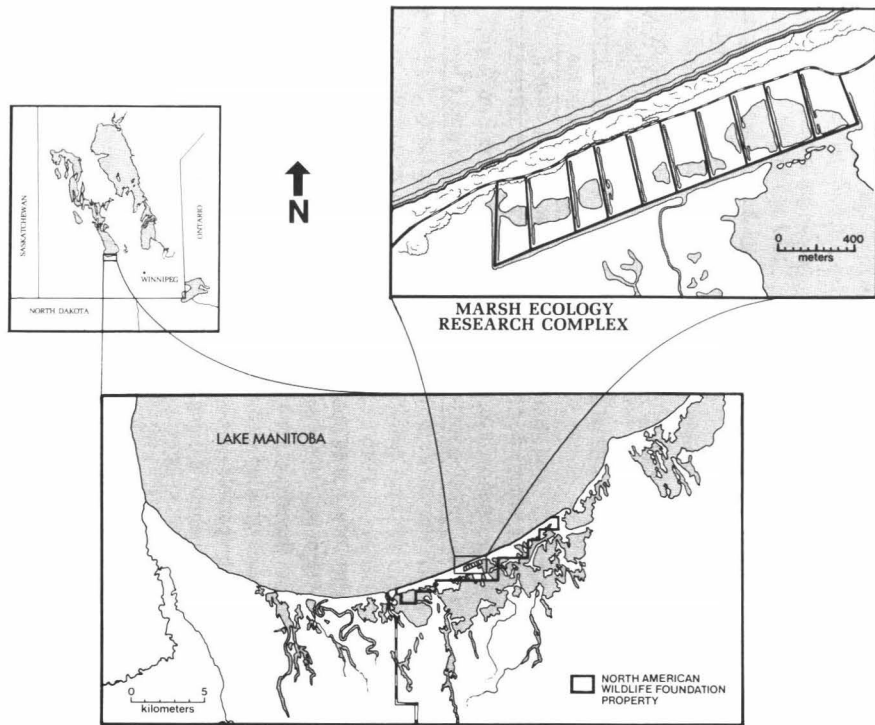 SASKATCHEWAN
ONTARIO
WINNIPEG
NORTH DAKOTA
N
0 400
meters
MARSH ECOLOGY
RESEARCH COMPLEX
LAKE MANITOBA
0 5
kilometers
NORTH AMERICAN
WILDLIFE FOUNDATION
PROPERTY